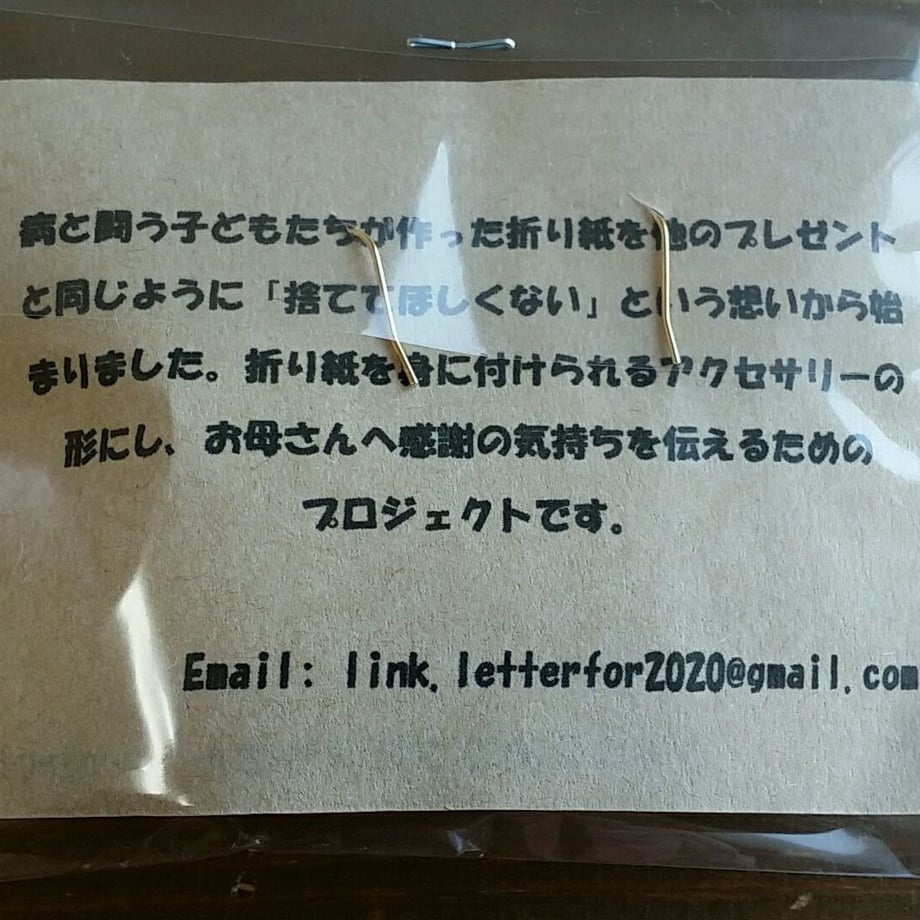 病と闘う子どもたちが作った折り紙を他のプレゼント
と同じように「捨ててほしくない」という想いから始
まりました。折り紙を身に付けられるアクセサリーの
形にし、お母さんへ感謝の気持ちを伝えるための
プロジェクトです。
Email: link.letterfor2020@gmail.com